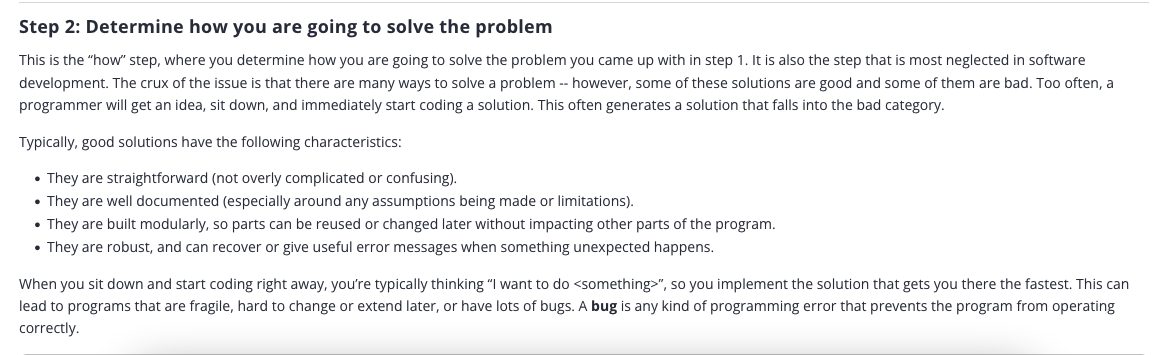 Step 2: Determine how you are going to solve the problem
This is the “how” step, where you determine how you are going to solve the problem you came up with in step 1. It is also the step that is most neglected in software
development. The crux of the issue is that there are many ways to solve a problem -- however, some of these solutions are good and some of them are bad. Too often, a
programmer will get an idea, sit down, and immediately start coding a solution. This often generates a solution that falls into the bad category.
Typically, good solutions have the following characteristics:
• They are straightforward (not overly complicated or confusing).
• They are well documented (especially around any assumptions being made or limitations).
• They are built modularly, so parts can be reused or changed later without impacting other parts of the program.
• They are robust, and can recover or give useful error messages when something unexpected happens.
When you sit down and start coding right away, you’re typically thinking “I want to do <something>”, so you implement the solution that gets you there the fastest. This can
lead to programs that are fragile, hard to change or extend later, or have lots of bugs. A bug is any kind of programming error that prevents the program from operating
correctly.